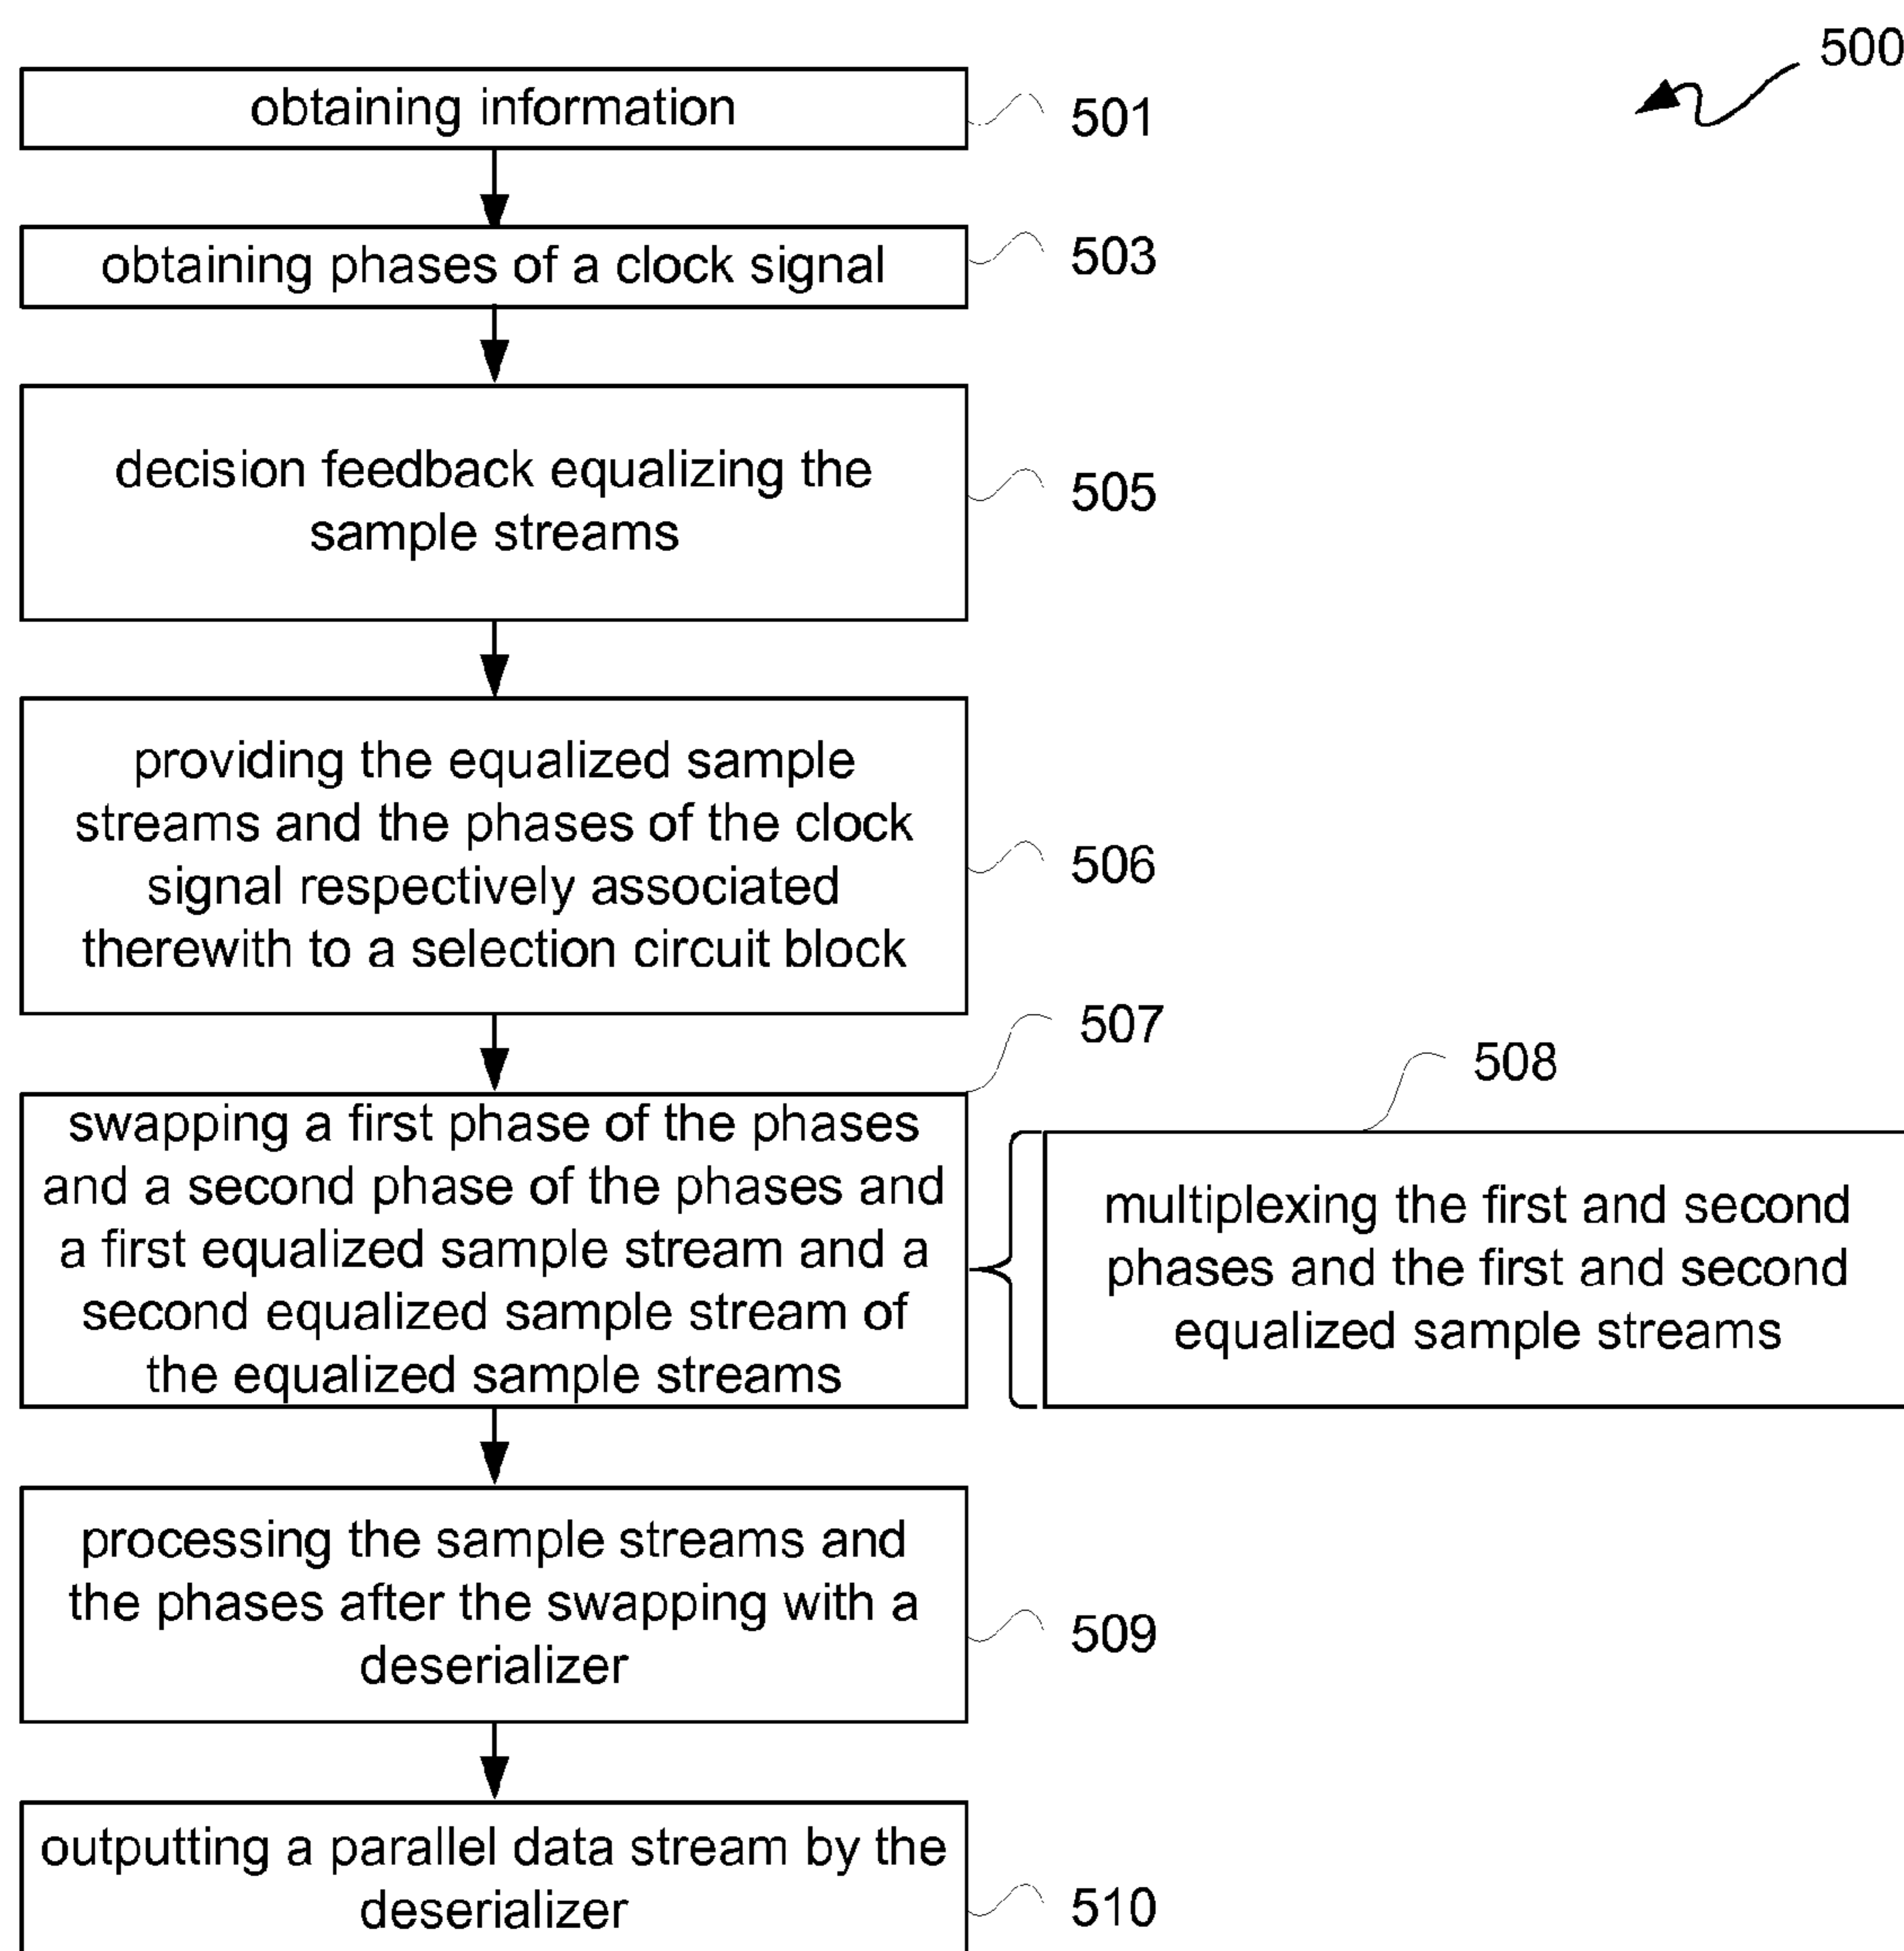 500
obtaining information
501
obtaining phases of a clock signal
503
decision feedback equalizing the
sample streams
505
providing the equalized sample
streams and the phases of the clock
signal respectively associated
therewith to a selection circuit block
506
507
swapping a first phase of the phases
and a second phase of the phases and
a first equalized sample stream and a
second equalized sample stream of
the equalized sample streams
508
multiplexing the first and second
phases and the first and second
equalized sample streams
processing the sample streams and
the phases after the swapping with a
deserializer
509
outputting a parallel data stream by the
deserializer
510